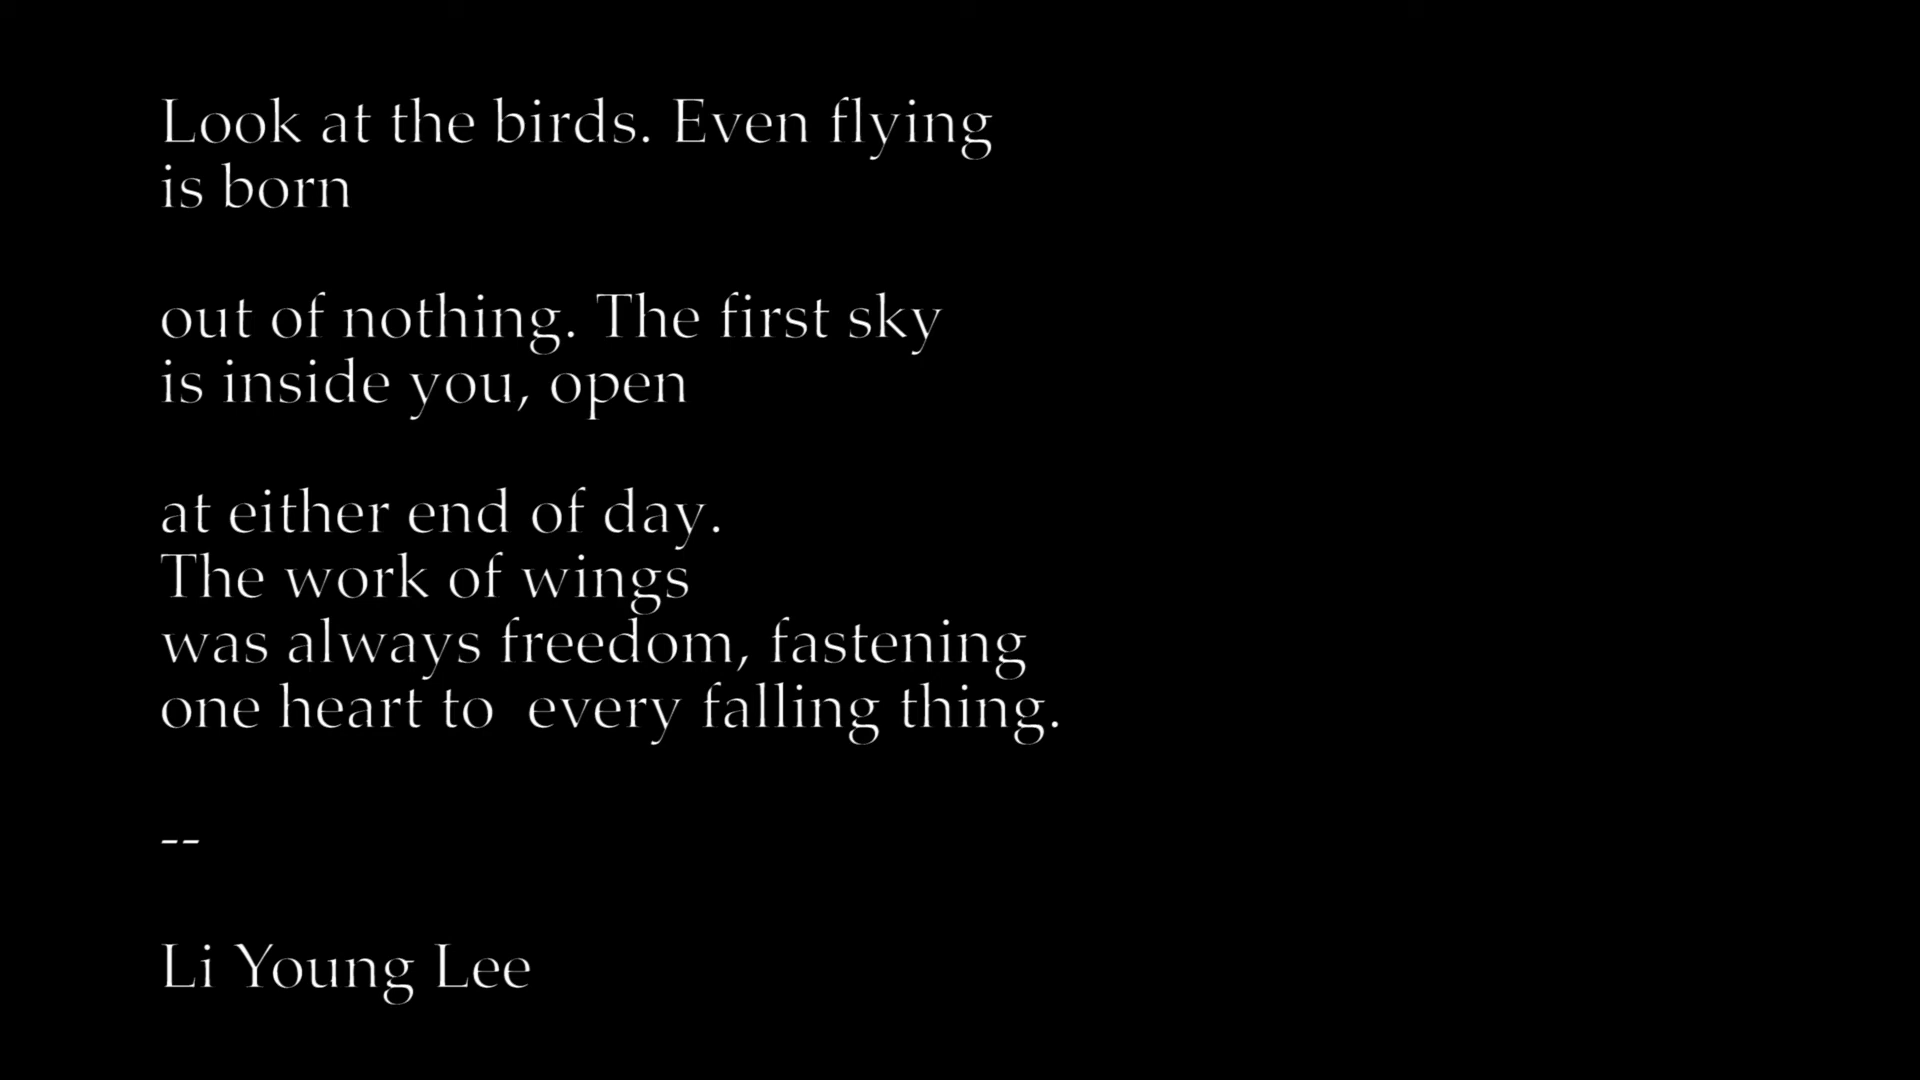 Look at the birds. Even flying
is born
out of nothing. The first sky
is inside you, open
at either end of day.
The work of wings
was always freedom, fastening
one heart to  every falling thing.
--
Li Young Lee